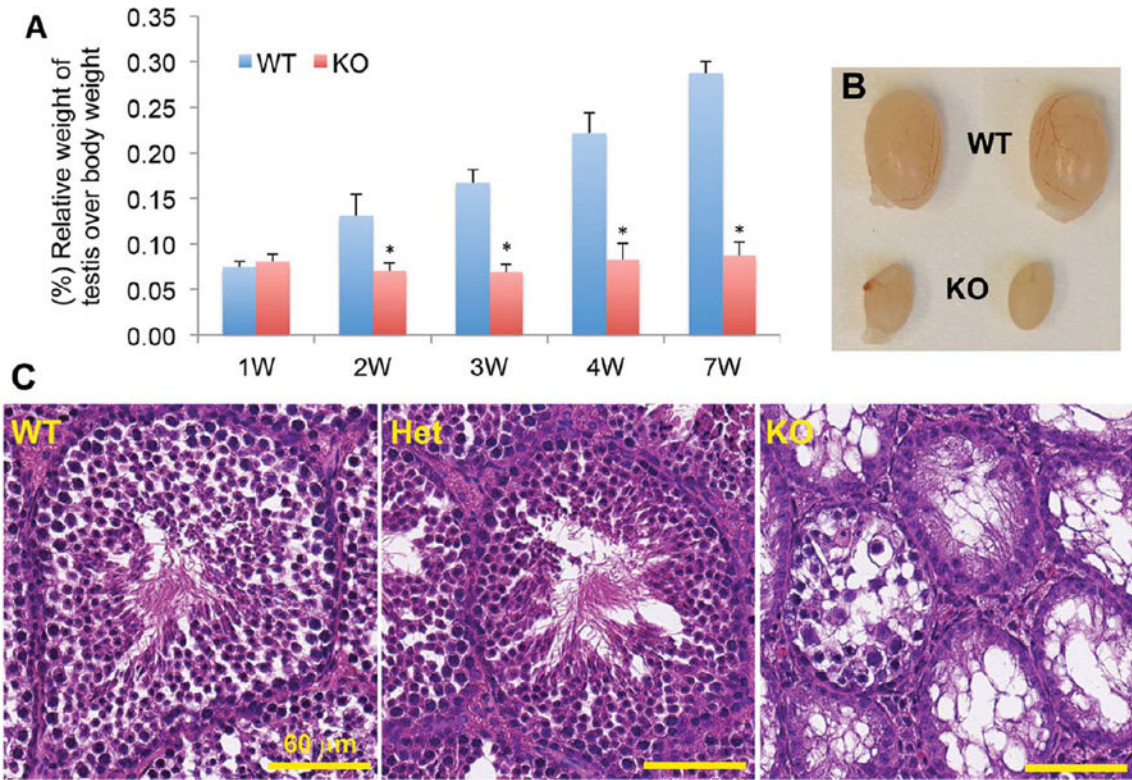 A
(%) Relative weight of
testis over body weight
0.35
0.30
0.25
0.20
0.15
0.10
0.05
0.00
WT KO
* * * *
1W 2W 3W 4W 7W
B
WT
KO
C
WT Het KO
60 µm